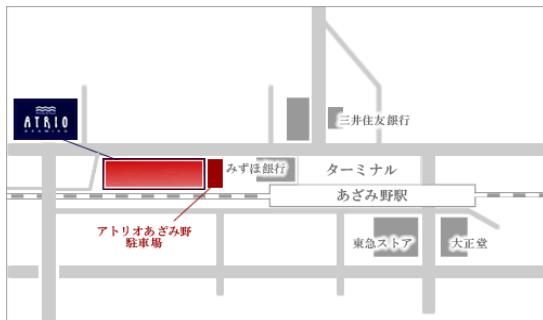 三井住友銀行
ATRIO
AZAMINO
みずほ銀行
ターミナル
あざみ野駅
アトリオあざみ野
駐車場
東急ストア
大正堂